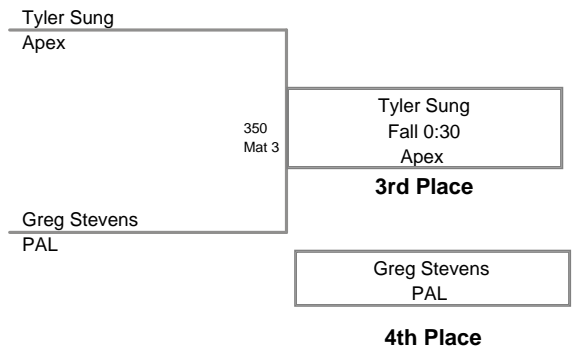 Tyler Sung
Apex
350
Mat 3
Tyler Sung
Fall 0:30
Apex
3rd Place
Greg Stevens
PAL
Greg Stevens
PAL
4th Place